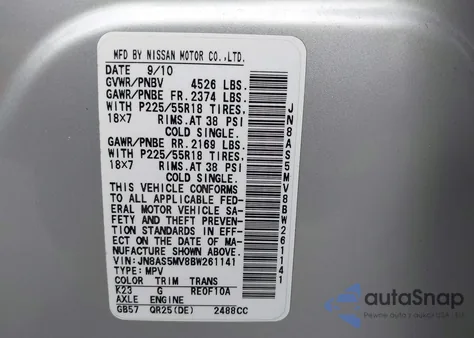 MFD BY NISSAN MOTOR CO.,LTD.
DATE 9/10
GVWR/PNBV 4526 LBS.
GAWR/PNBE FR. 2374 LBS.
WITH P225/55R18 TIRES,
18x7 RIMS.AT 38 PSI
COLD SINGLE.
GAWR/PNBE RR. 2169 LBS.
WITH P225/55R18 TIRES,
18x7 RIMS.AT 38 PSI
COLD SINGLE.
THIS VEHICLE CONFORMS
TO ALL APPLICABLE FED-
ERAL MOTOR VEHICLE SA-
FETY AND THEFT PREVEN-
TION STANDARDS IN EFF-
ECT ON THE DATE OF MA-
NUFACTURE SHOWN ABOVE.
VIN: JN8AS5MV8BW261141
TYPE: MPV
COLOR TRIM TRANS
K23 G RE0F10A
AXLE ENGINE
GB57 QR25(DE) 2488CC
JN8AS5MV8BW261141
autoSnap